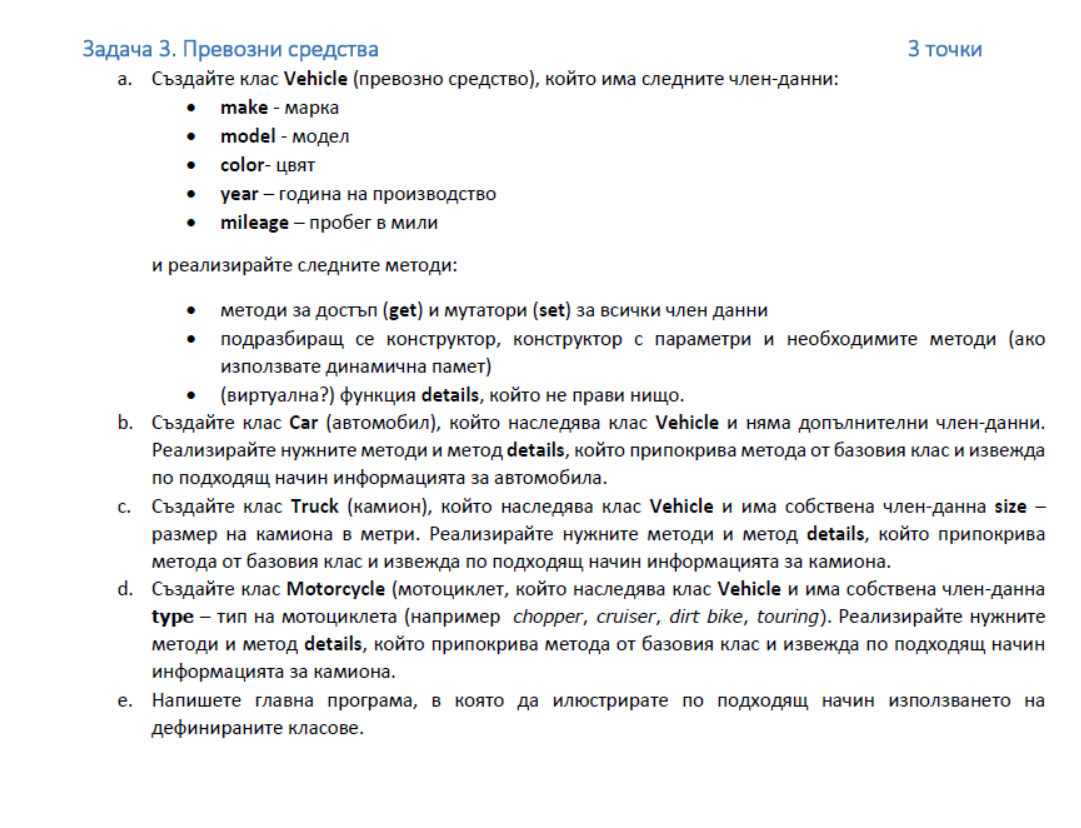 Задача 3. Превозни средства 3 точки
a. Създайте клас Vehicle (превозно средство), който има следните член-данни:
• make - марка
• model - модел
• color- цвят
• year – година на производство
• mileage – пробег в мили
и реализирайте следните методи:
• методи за достъп (get) и мутатори (set) за всички член данни
• подразбиращ се конструктор, конструктор с параметри и необходимите методи (ако
използвате динамична памет)
• (виртуална?) функция details, който не прави нищо.
b. Създайте клас Car (автомобил), който наследява клас Vehicle и няма допълнителни член-данни.
Реализирайте нужните методи и метод details, който припокрива метода от базовия клас и извежда
по подходящ начин информацията за автомобила.
c. Създайте клас Truck (камион), който наследява клас Vehicle и има собствена член-данна size –
размер на камиона в метри. Реализирайте нужните методи и метод details, който припокрива
метода от базовия клас и извежда по подходящ начин информацията за камиона.
d. Създайте клас Motorcycle (мотоциклет, който наследява клас Vehicle и има собствена член-данна
type – тип на мотоциклета (например chopper, cruiser, dirt bike, touring). Реализирайте нужните
методи и метод details, който припокрива метода от базовия клас и извежда по подходящ начин
информацията за камиона.
e. Напишете главна програма, в която да илюстрирате по подходящ начин използването на
дефинираните класове.